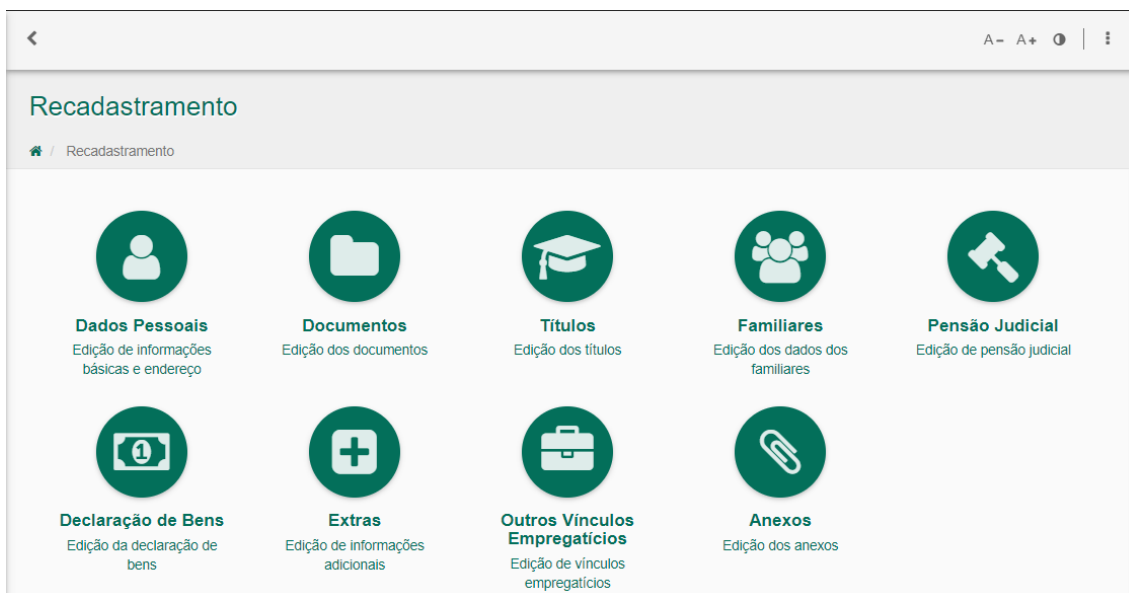 A- A+
Recadastramento
/ Recadastramento
Dados Pessoais
Edição de informações
básicas e endereço
Documentos
Edição dos documentos
Títulos
Edição dos títulos
Familiares
Edição dos dados dos
familiares
Pensão Judicial
Edição de pensão judicial
1
Declaração de Bens
Edição da declaração de
bens
Extras
Edição de informações
adicionais
Outros Vínculos
Empregatícios
Edição de vínculos
empregatícios
Anexos
Edição dos anexos